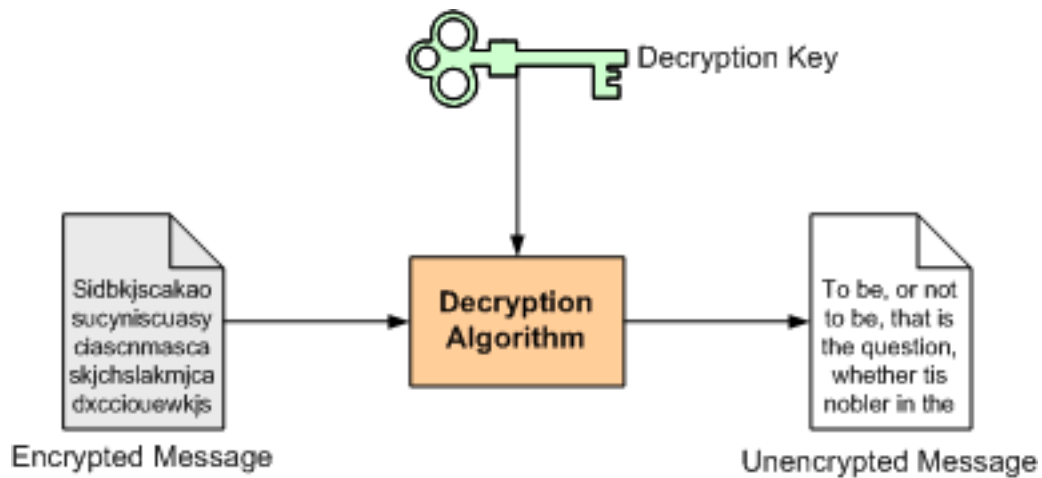 Decryption Key
Sidbkjscakao
sucyniscuasy
ciascnmasca
skjchslakmjca
dxcciouewkjs
Encrypted Message
Decryption
Algorithm
To be, or not
to be, that is
the question,
whether tis
nobler in the
Unencrypted Message